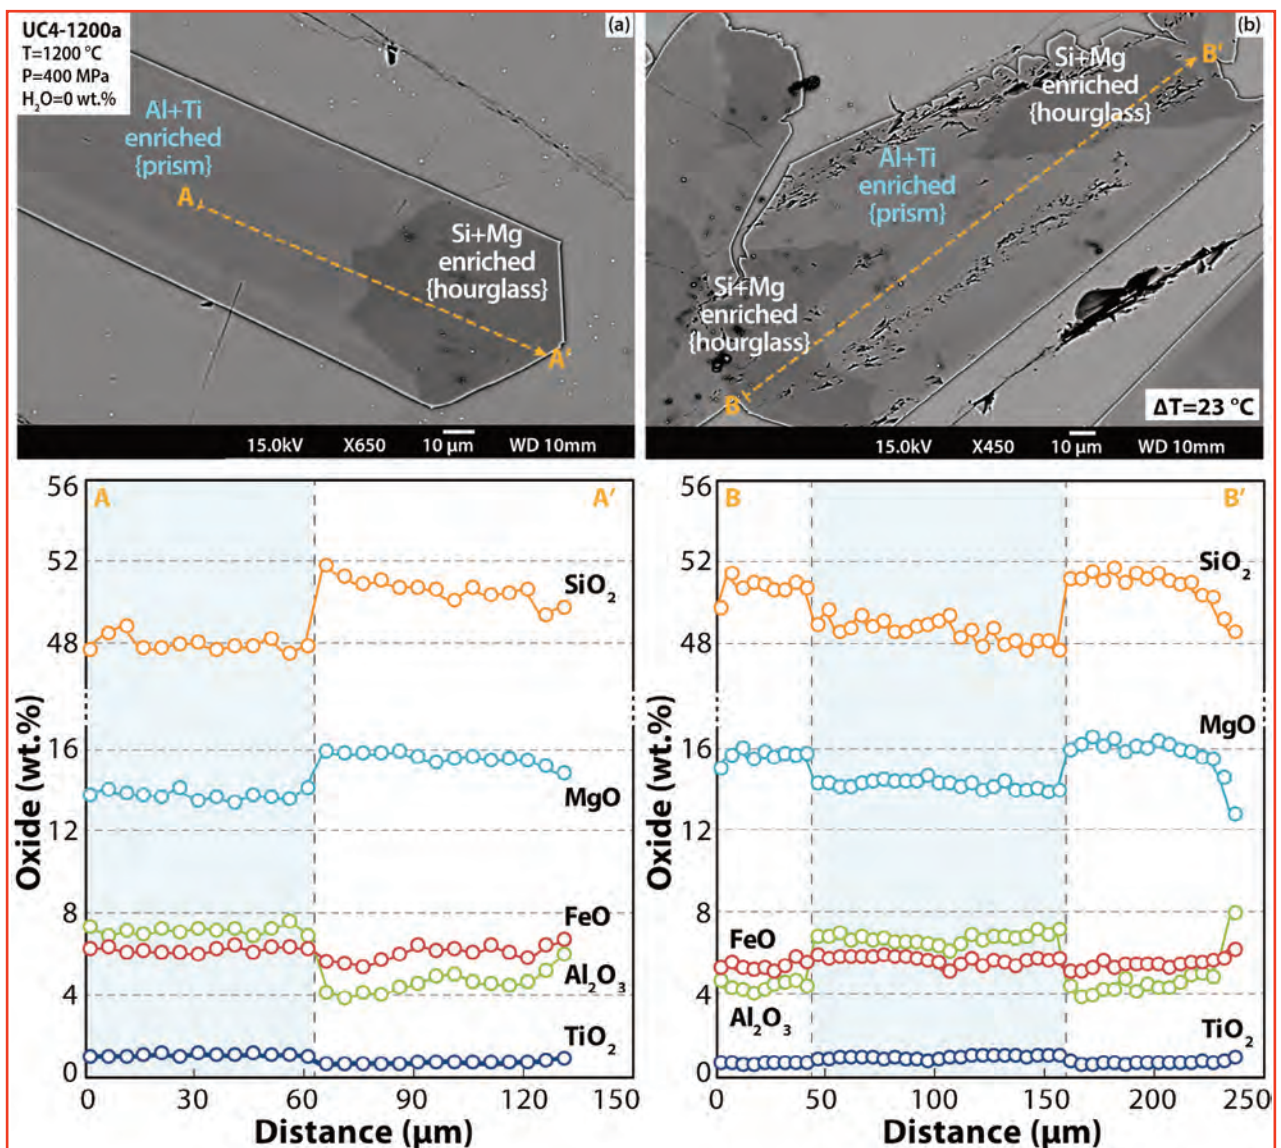 UC4-1200a
T=1200 °C
P=400 MPa
H2O=0 wt.%
(a)
Al+Ti
enriched
{prism}
A
Si+Mg
enriched
{hourglass}
A'
15.0kV X650 10 µm WD 10mm
(b)
Si+Mg
enriched
{hourglass}
B'
Al+Ti
enriched
{prism}
Si+Mg
enriched
{hourglass}
B
ΔT=23 °C
15.0kV X450 10 µm WD 10mm
Oxide (wt.%)
56
52
48
16
12
8
4
0
A
A'
SiO2
MgO
FeO
Al2O3
TiO2
0 30 60 90 120 150
Distance (µm)
Oxide (wt.%)
56
52
48
16
12
8
4
0
B
B'
SiO2
MgO
FeO
Al2O3
TiO2
0 50 100 150 200 250
Distance (µm)